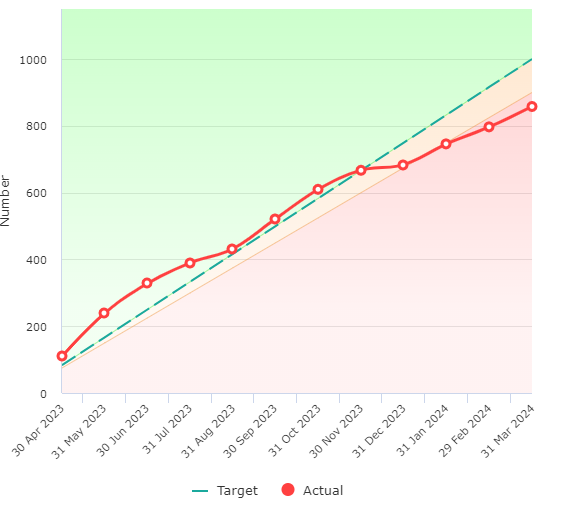 1000
800
600
400
200
0
Number
30 Apr 2023
31 May 2023
30 Jun 2023
31 Jul 2023
31 Aug 2023
30 Sep 2023
31 Oct 2023
30 Nov 2023
31 Dec 2023
31 Jan 2024
29 Feb 2024
31 Mar 2024
Target Actual